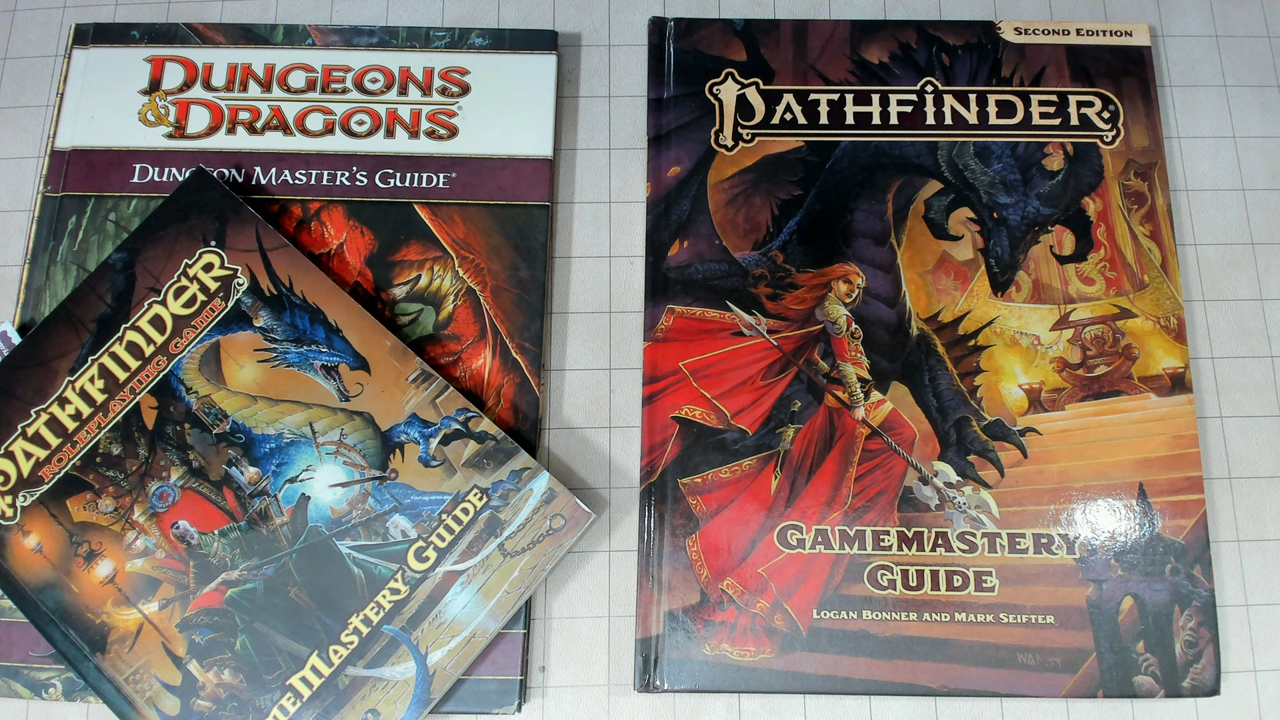 DUNGEONS
& DRAGONS
DUNGEON MASTER'S GUIDE
PATHFINDER
ROLEPLAYING GAME
MASTERY GUIDE
SECOND EDITION
PATHFINDER
GAMEMASTERY
GUIDE
LOGAN BONNER AND MARK SEIFTER